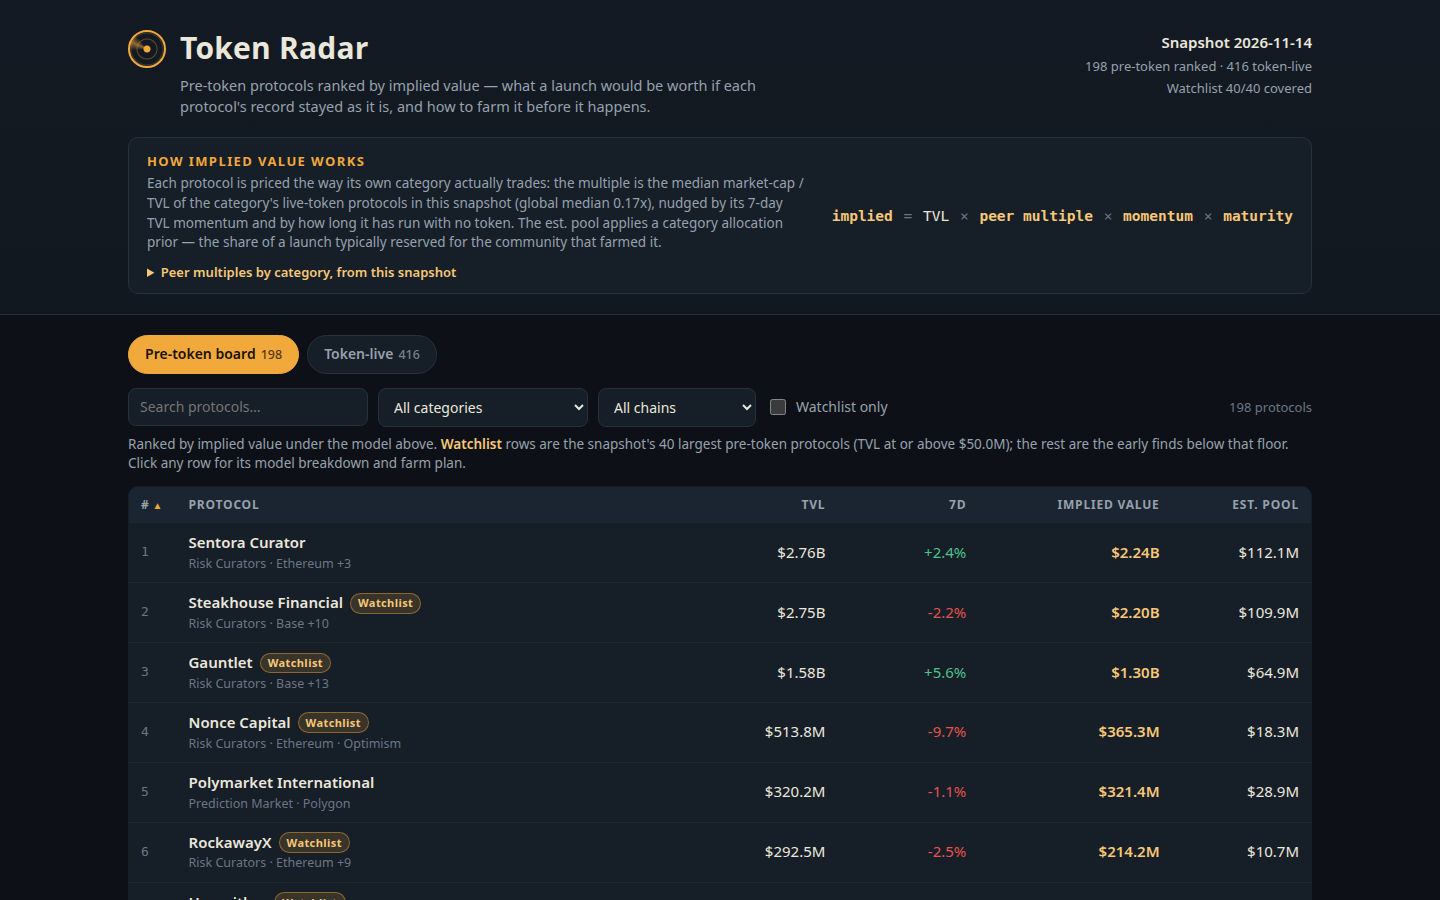 Token Radar
Pre-token protocols ranked by implied value — what a launch would be worth if each
protocol's record stayed as it is, and how to farm it before it happens.
Snapshot 2026-11-14
198 pre-token ranked · 416 token-live
Watchlist 40/40 covered
HOW IMPLIED VALUE WORKS
Each protocol is priced the way its own category actually trades: the multiple is the median market-cap /
TVL of the category's live-token protocols in this snapshot (global median 0.17x), nudged by its 7-day
TVL momentum and by how long it has run with no token. The est. pool applies a category allocation
prior — the share of a launch typically reserved for the community that farmed it.
implied = TVL × peer multiple × momentum × maturity
▶ Peer multiples by category, from this snapshot
Pre-token board 198
Token-live 416
Search protocols...
All categories
All chains
Watchlist only
198 protocols
Ranked by implied value under the model above. Watchlist rows are the snapshot's 40 largest pre-token protocols (TVL at or above $50.0M); the rest are the early finds below that floor.
Click any row for its model breakdown and farm plan.
# ▲ PROTOCOL TVL 7D IMPLIED VALUE EST. POOL
1 Sentora Curator $2.76B +2.4% $2.24B $112.1M
Risk Curators · Ethereum +3
2 Steakhouse Financial Watchlist $2.75B -2.2% $2.20B $109.9M
Risk Curators · Base +10
3 Gauntlet Watchlist $1.58B +5.6% $1.30B $64.9M
Risk Curators · Base +13
4 Nonce Capital Watchlist $513.8M -9.7% $365.3M $18.3M
Risk Curators · Ethereum · Optimism
5 Polymarket International $320.2M -1.1% $321.4M $28.9M
Prediction Market · Polygon
6 RockawayX Watchlist $292.5M -2.5% $214.2M $10.7M
Risk Curators · Ethereum +9